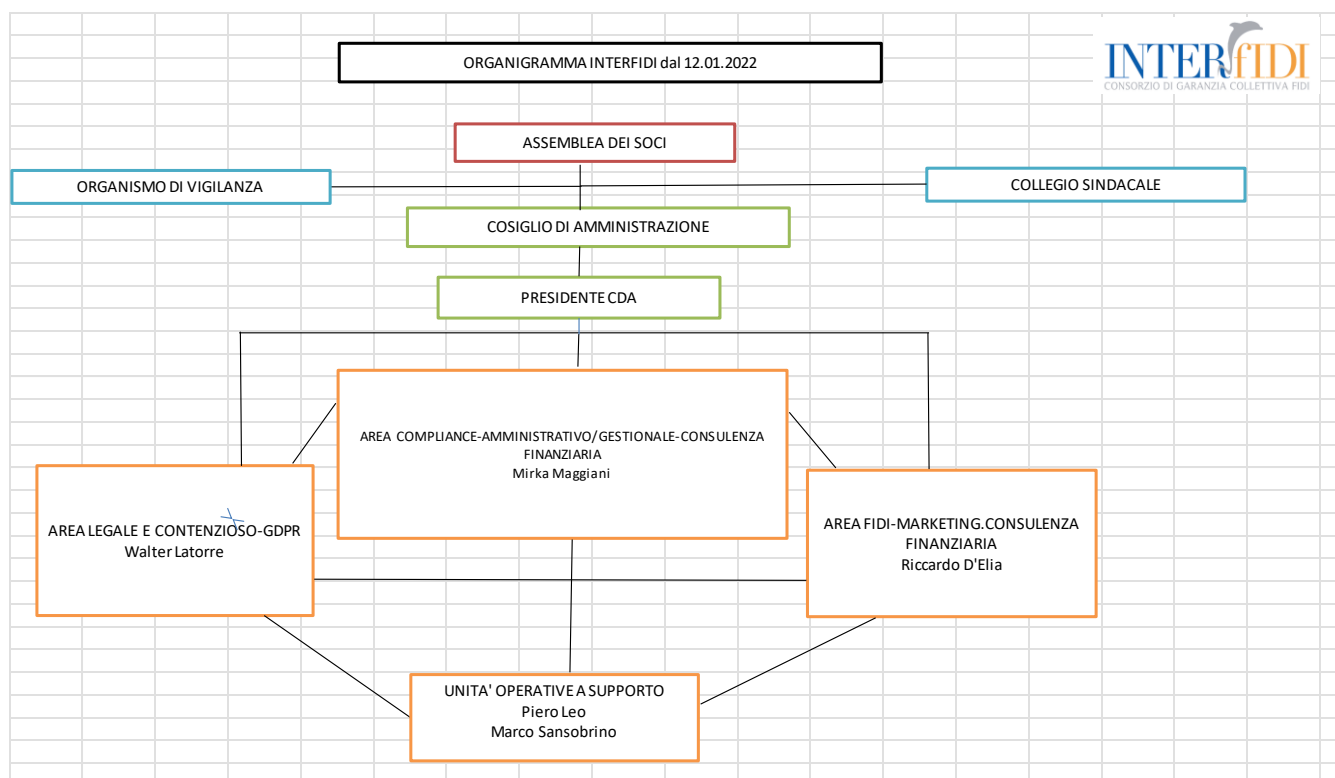 ORGANIGRAMMA INTERFIDI dal 12.01.2022
INTERfIDI
CONSORZIO DI GARANZIA COLLETTIVA FIDI
ASSEMBLEA DEI SOCI
ORGANISMO DI VIGILANZA
COLLEGIO SINDACALE
COSIGLIO DI AMMINISTRAZIONE
PRESIDENTE CDA
AREA COMPLIANCE-AMMINISTRATIVO/GESTIONALE-CONSULENZA
FINANZIARIA
Mirka Maggiani
AREA LEGALE E CONTENZIOSO-GDPR
Walter Latorre
AREA FIDI-MARKETING.CONSULENZA
FINANZIARIA
Riccardo D'Elia
UNITA' OPERATIVE A SUPPORTO
Piero Leo
Marco Sansobrino